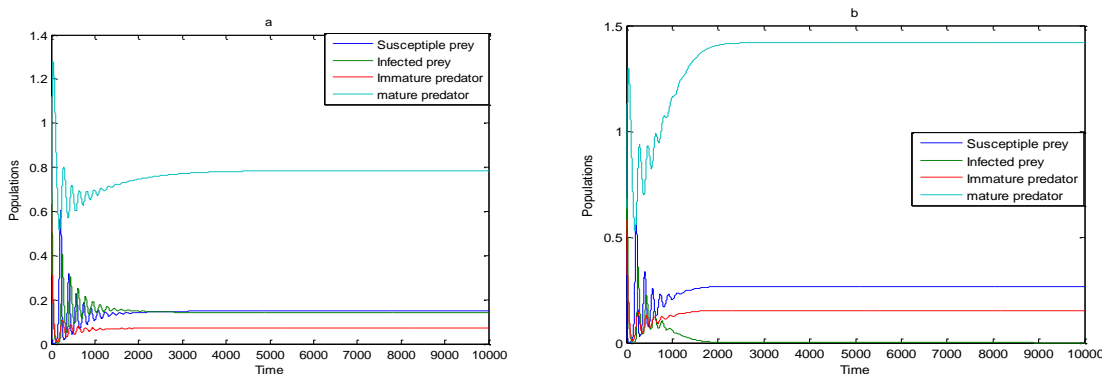 a
1.4
1.2
1
0.8
0.6
0.4
0.2
0
Populations
0 1000 2000 3000 4000 5000 6000 7000 8000 9000 10000
Time
Susceptiple prey
Infected prey
Immature predator
mature predator
b
1.5
1
0.5
0
Populations
0 1000 2000 3000 4000 5000 6000 7000 8000 9000 10000
Time
Susceptiple prey
Infected prey
Immature predator
mature predator